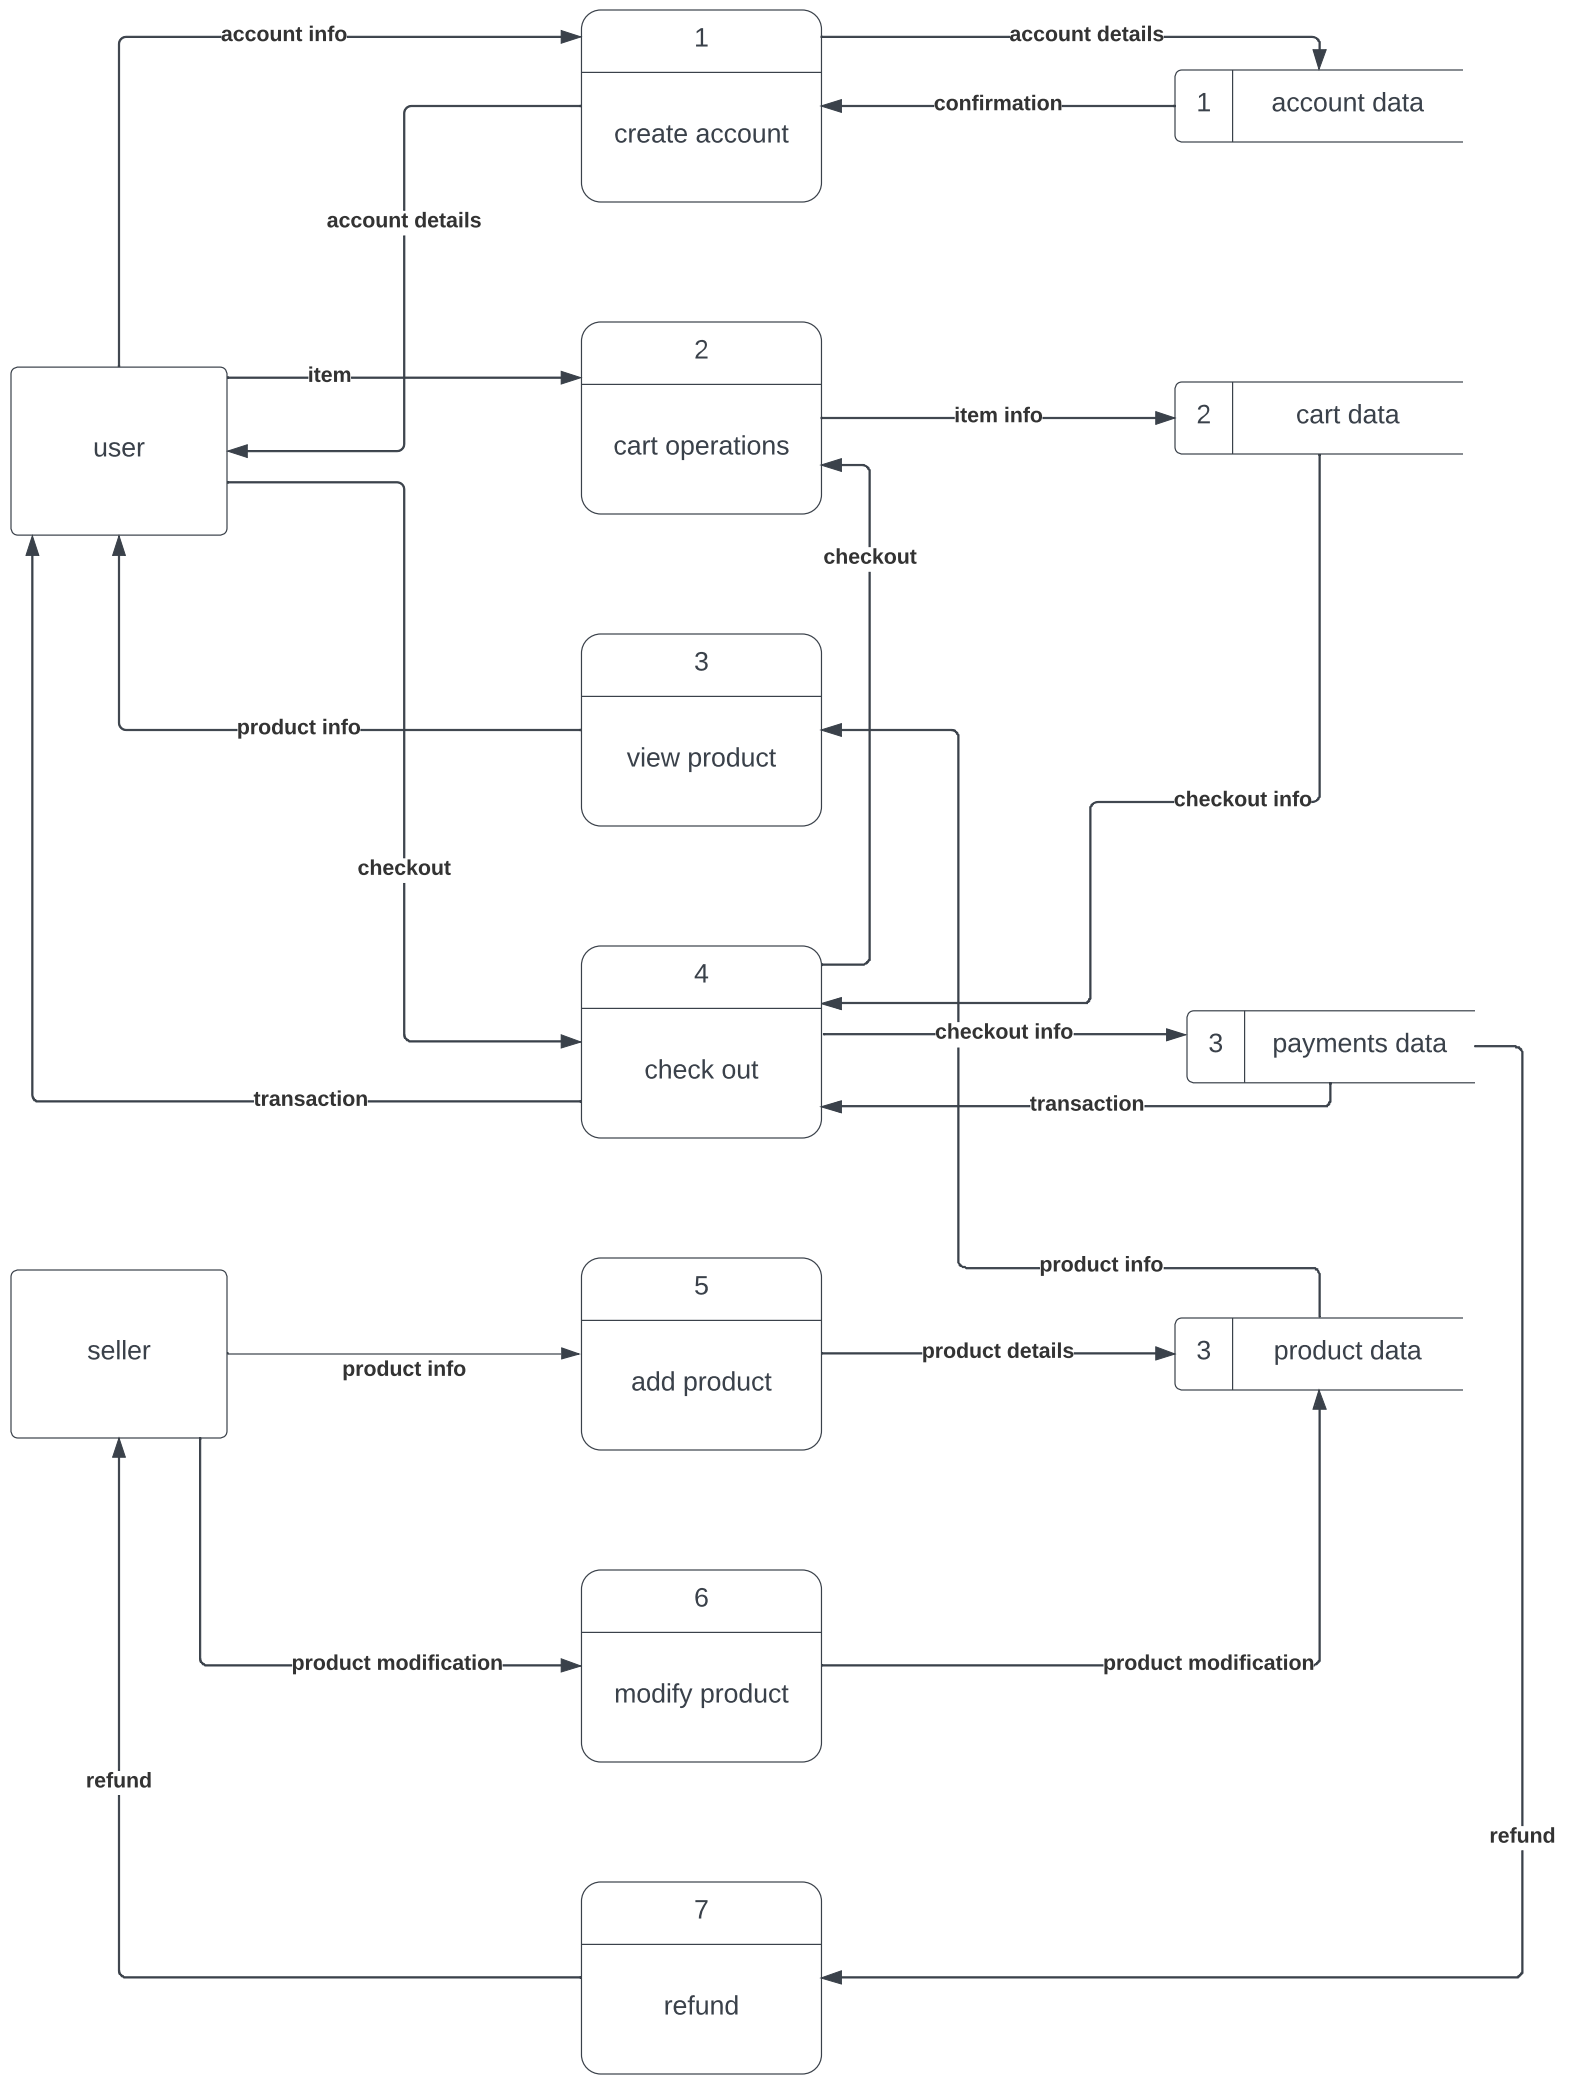 account info
1
account details
1
account data
confirmation
create account
account details
2
item
user
cart operations
item info
2
cart data
checkout
3
product info
view product
checkout info
checkout
4
check out
checkout info
3
payments data
transaction
transaction
product info
5
seller
product info
add product
product details
3
product data
6
product modification
modify product
product modification
refund
refund
7
refund